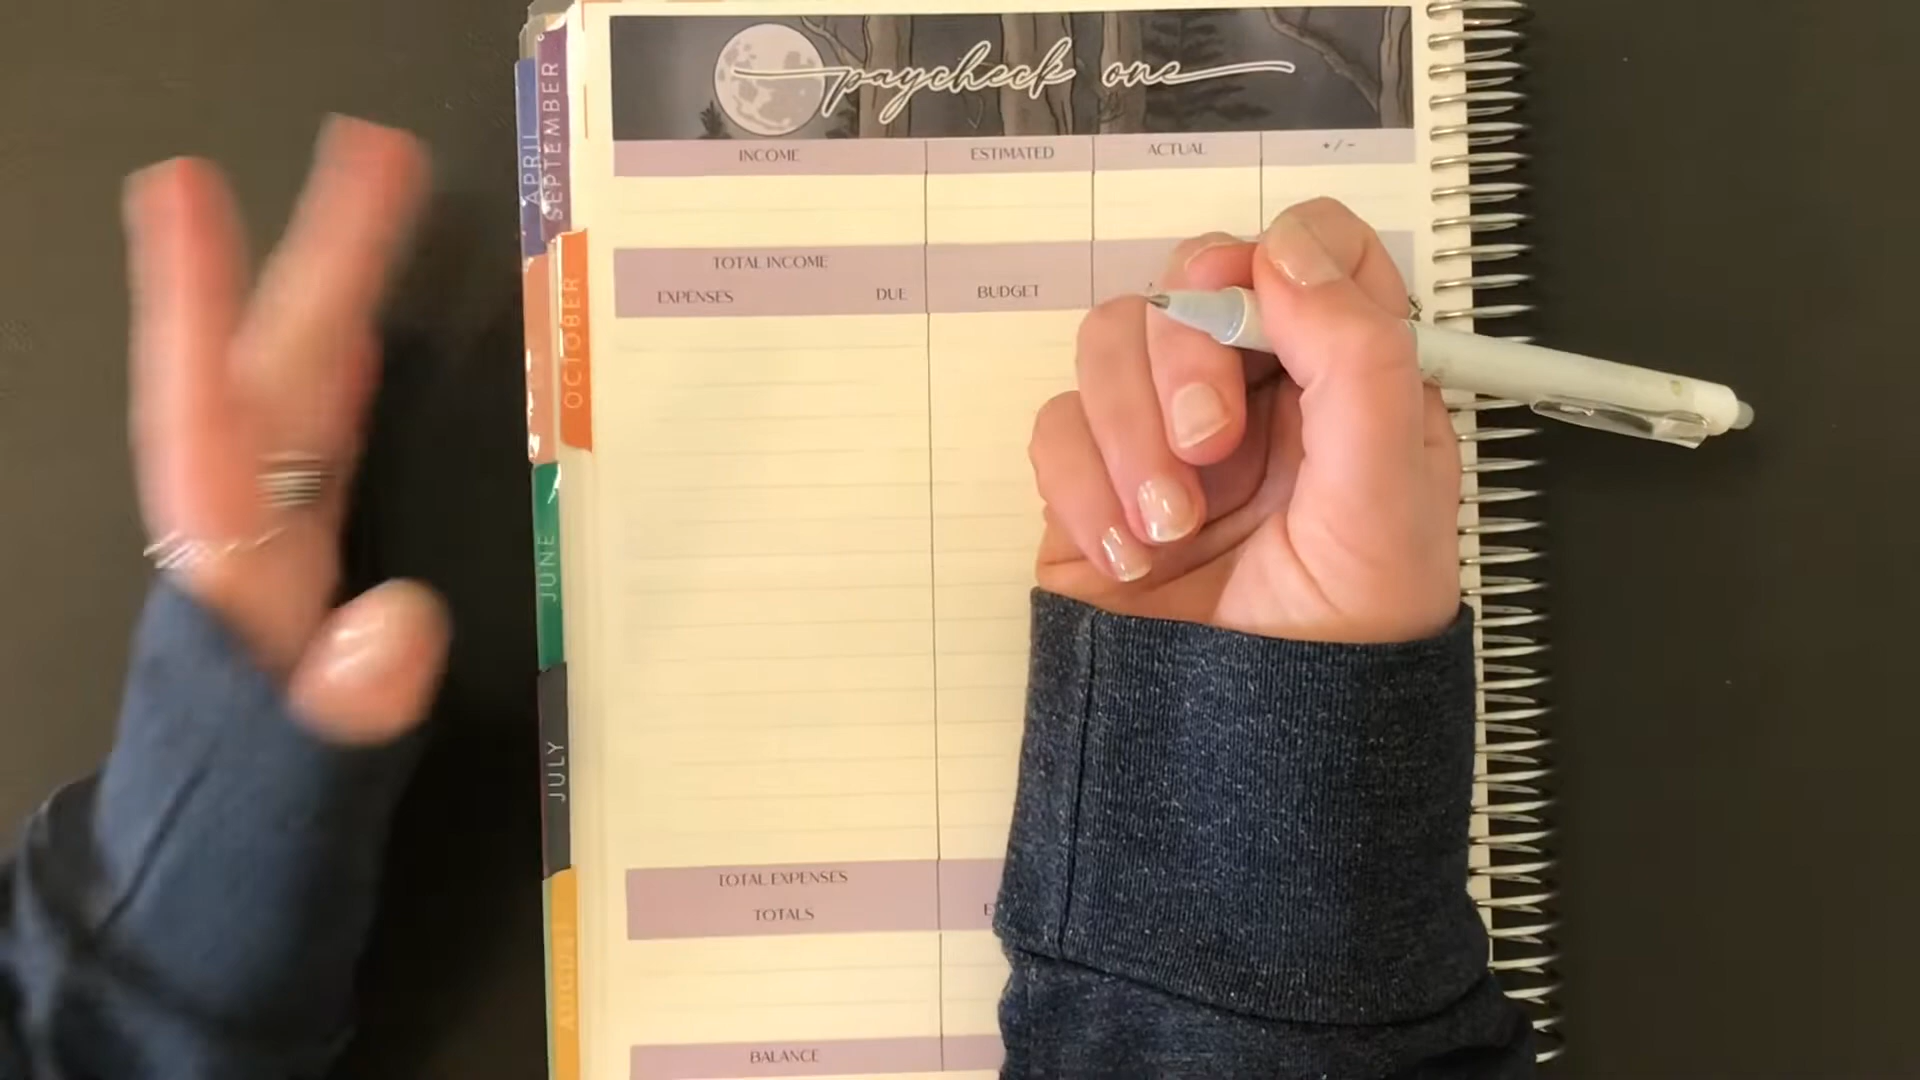 paycheck one
INCOME ESTIMATED ACTUAL +/-
TOTAL INCOME
EXPENSES DUE BUDGET
TOTAL EXPENSES
TOTALS
BALANCE
APRIL
SEPTEMBER
OCTOBER
JUNE
JULY
AUGUST